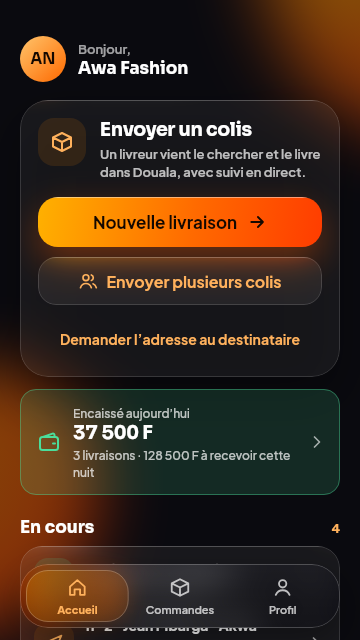 AN
Bonjour,
Awa Fashion
Envoyer un colis
Un livreur vient le chercher et le livre
dans Douala, avec suivi en direct.
Nouvelle livraison
Envoyer plusieurs colis
Demander l’adresse au destinataire
Encaissé aujourd’hui
37 500 F
3 livraisons · 128 500 F à recevoir cette
nuit
En cours
4
Accueil
Commandes
Profil